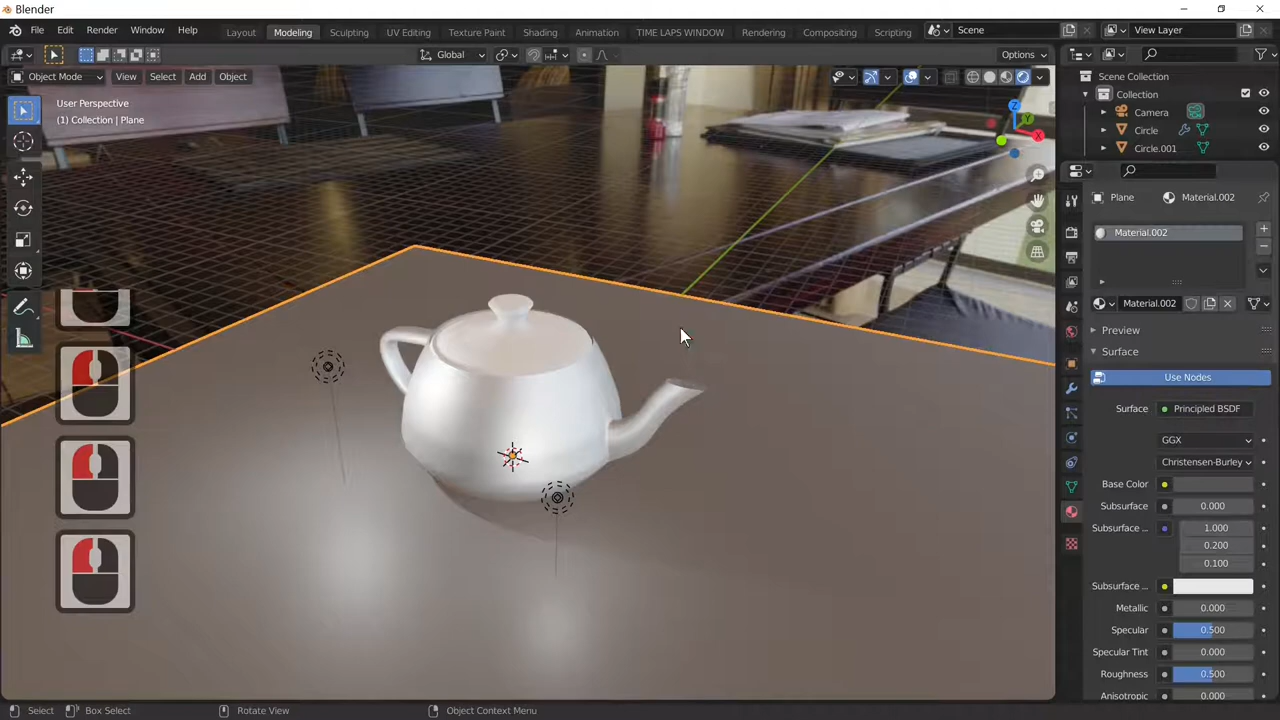 Blender
File Edit Render Window Help Layout Modeling Sculpting UV Editing Texture Paint Shading Animation TIME LAPS WINDOW Rendering Compositing Scripting Scene View Layer
Global Options
Object Mode View Select Add Object
Scene Collection
Collection
Camera
Circle
Circle.001
User Perspective
(1) Collection | Plane
Z
Y
X
Plane Material.002
Material.002
Material.002
Preview
Surface
Use Nodes
Surface Principled BSDF
GGX
Christensen-Burley
Base Color
Subsurface 0.000
Subsurface ... 1.000
0.200
0.100
Subsurface ...
Metallic 0.000
Specular 0.500
Specular Tint 0.000
Roughness 0.500
Anisotropic 0.000
Select Box Select Rotate View Object Context Menu